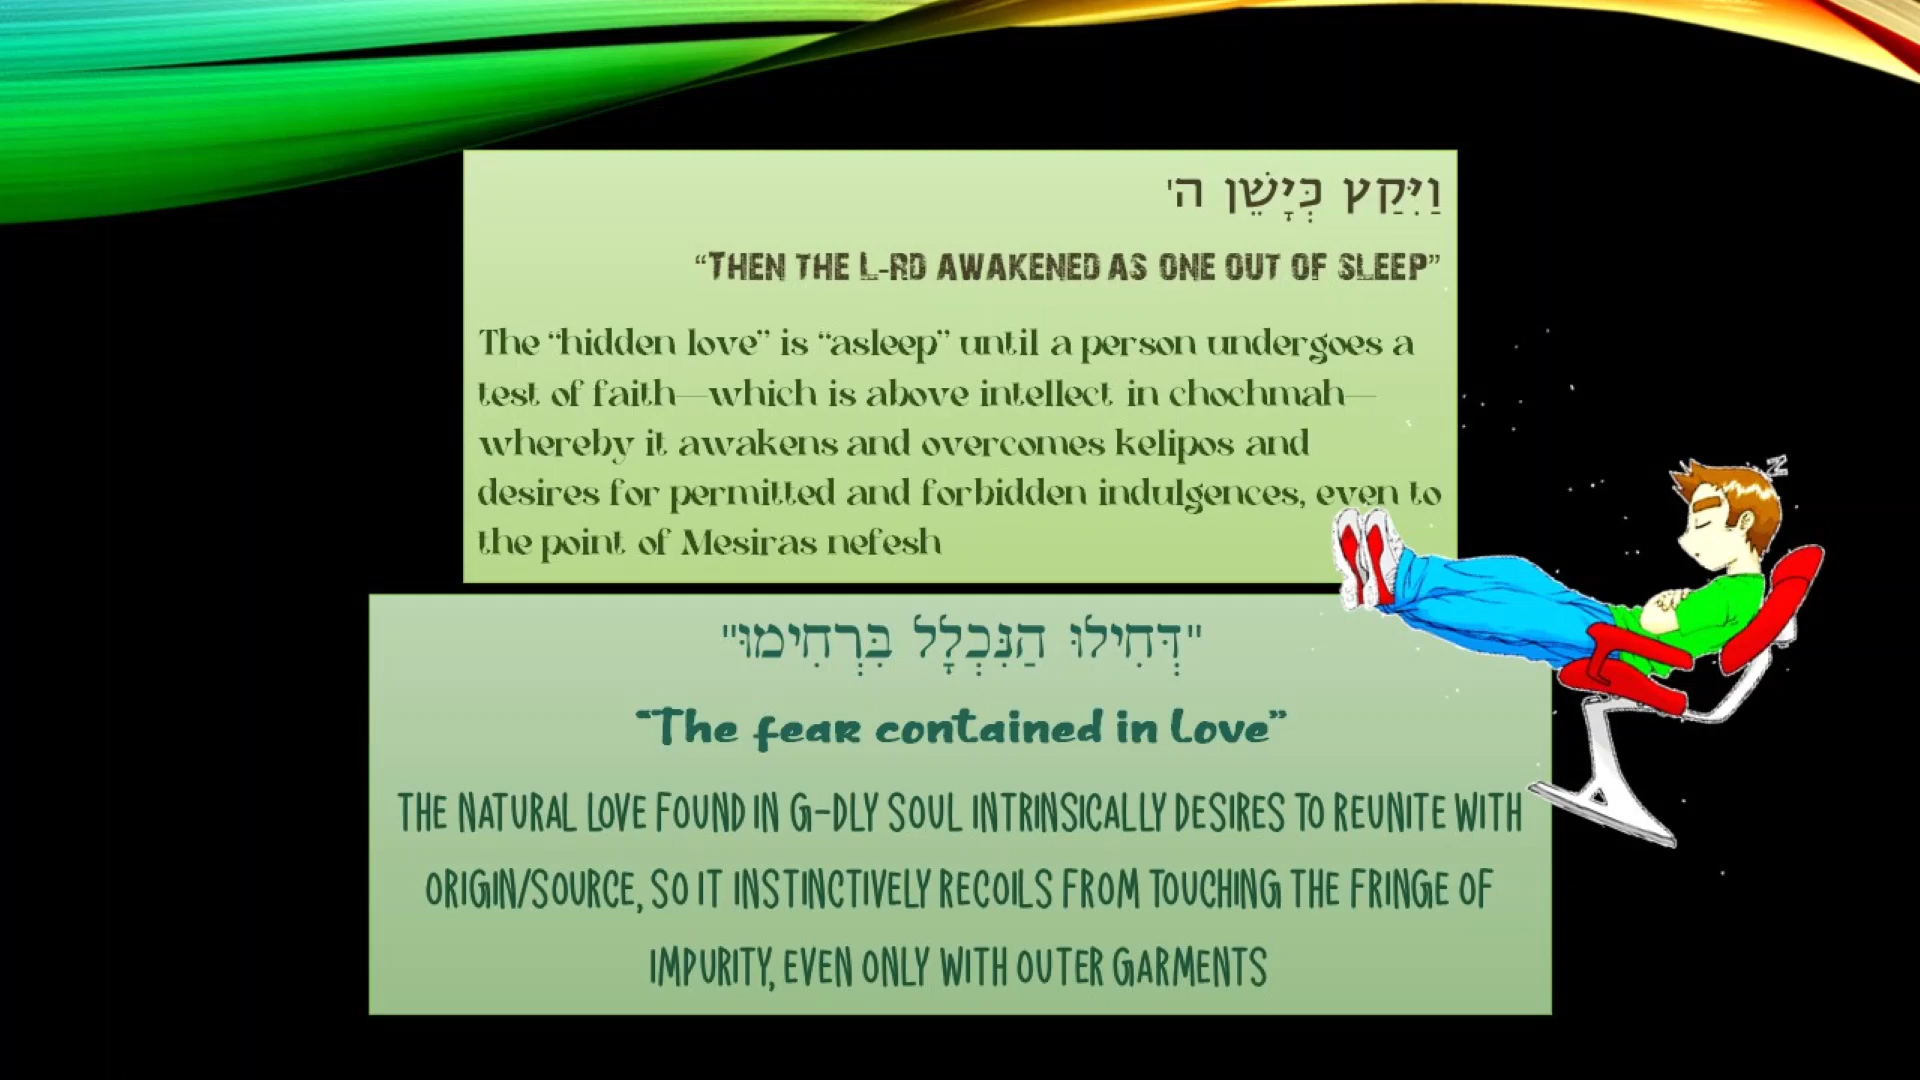 וַיִּקַץ כְּיָשֵׁן ה'
“THEN THE L-RD AWAKENED AS ONE OUT OF SLEEP”
The “hidden love” is “asleep” until a person undergoes a
test of faith—which is above intellect in chochmah—
whereby it awakens and overcomes kelipos and
desires for permitted and forbidden indulgences, even to
the point of Mesiras nefesh
Z
"דְּחִילוּ הַנִּכְלָל בִּרְחִימוּ"
“The fear contained in Love”
THE NATURAL LOVE FOUND IN G-DLY SOUL INTRINSICALLY DESIRES TO REUNITE WITH
ORIGIN/SOURCE, SO IT INSTINCTIVELY RECOILS FROM TOUCHING THE FRINGE OF
IMPURITY, EVEN ONLY WITH OUTER GARMENTS